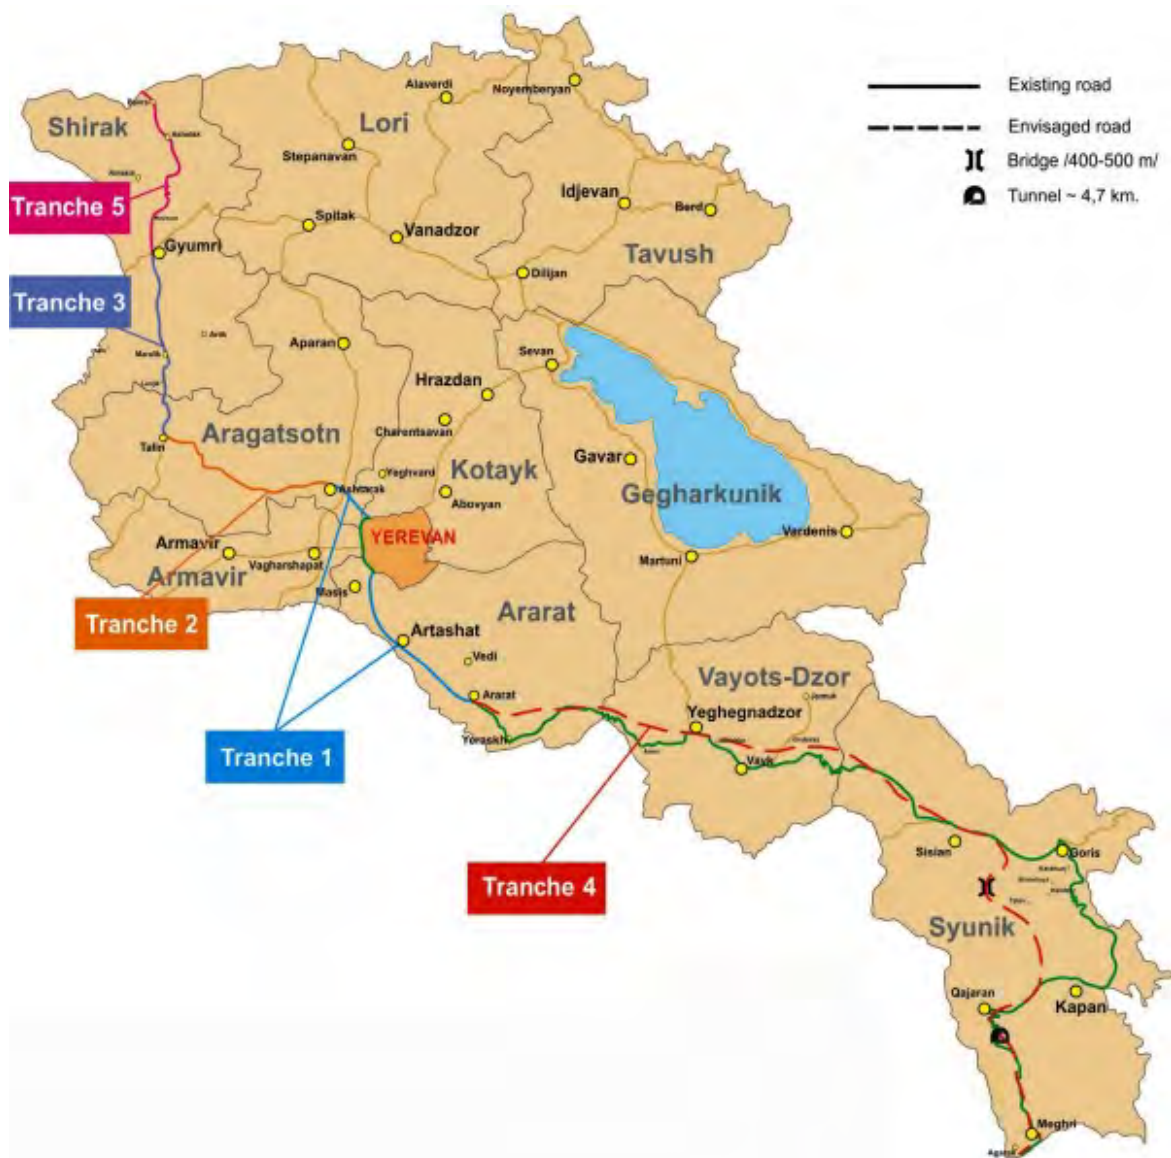 Existing road
Envisaged road
Bridge /400-500 m/
Tunnel ~ 4,7 km.
Alaverdi
Noyemberyan
Shirak
Lori
Stepanavan
Tranche 5
Idjevan
Berd
Spitak
Vanadzor
Gyumri
Tavush
Dilijan
Tranche 3
Aparan
Sevan
Hrazdan
Charentsavan
Aragatsotn
Talin
Gavar
Kotayk
Yeghvard
Gegharkunik
Ashtarak
Abovyan
YEREVAN
Vardenis
Armavir
Vagharshapat
Martuni
Armavir
Masis
Tranche 2
Ararat
Artashat
Vedi
Vayots-Dzor
Ararat
Jermuk
Yeghegnadzor
Yeraskh
Tranche 1
Vayk
Sisian
Goris
Tranche 4
Syunik
Qajaran
Kapan
Meghri
Agarak